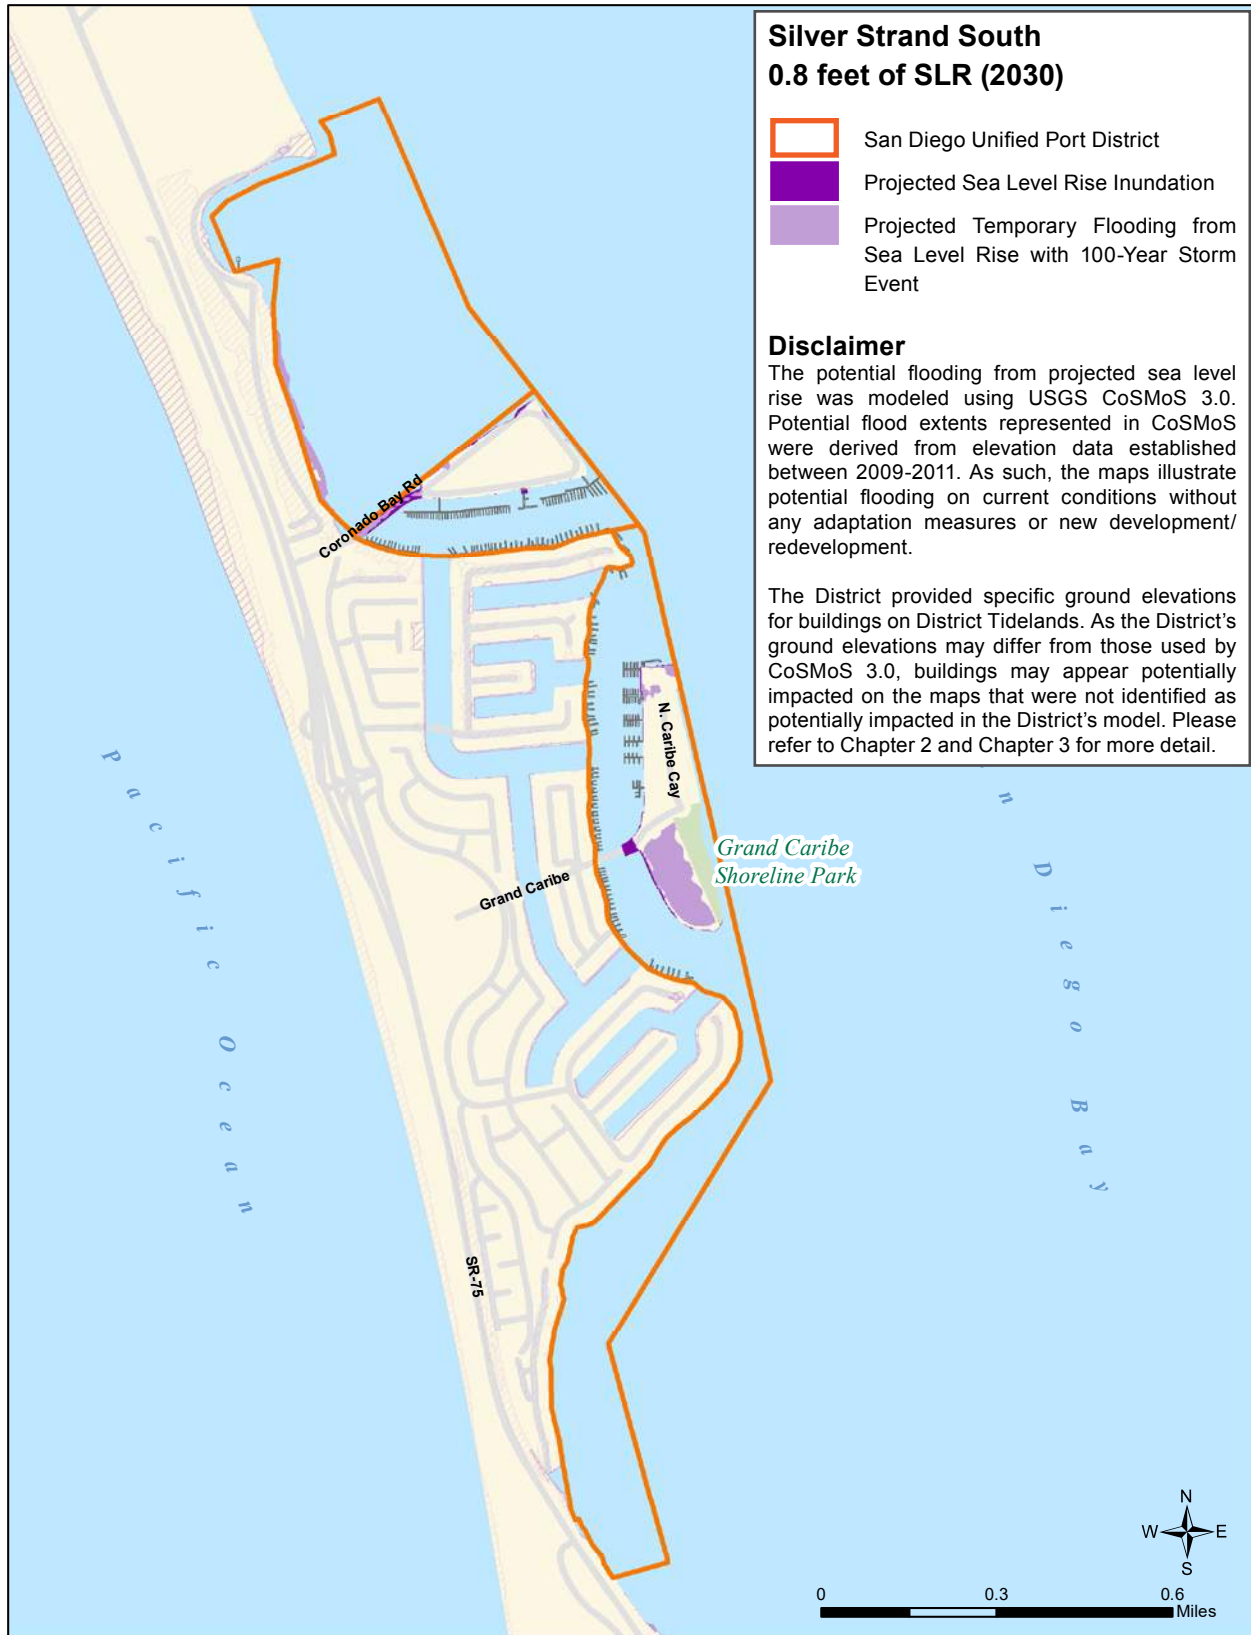 Silver Strand South
0.8 feet of SLR (2030)
San Diego Unified Port District
Projected Sea Level Rise Inundation
Projected Temporary Flooding from
Sea Level Rise with 100-Year Storm
Event
Disclaimer
The potential flooding from projected sea level
rise was modeled using USGS CoSMoS 3.0.
Potential flood extents represented in CoSMoS
were derived from elevation data established
between 2009-2011. As such, the maps illustrate
potential flooding on current conditions without
any adaptation measures or new development/
redevelopment.
The District provided specific ground elevations
for buildings on District Tidelands. As the District's
ground elevations may differ from those used by
CoSMoS 3.0, buildings may appear potentially
impacted on the maps that were not identified as
potentially impacted in the District's model. Please
refer to Chapter 2 and Chapter 3 for more detail.
Coronado Bay Rd
N. Caribe Cay
Grand Caribe
Shoreline Park
Grand Caribe
Pacific Ocean
n Diego Bay
SR-75
N
W E
S
0 0.3 0.6
Miles